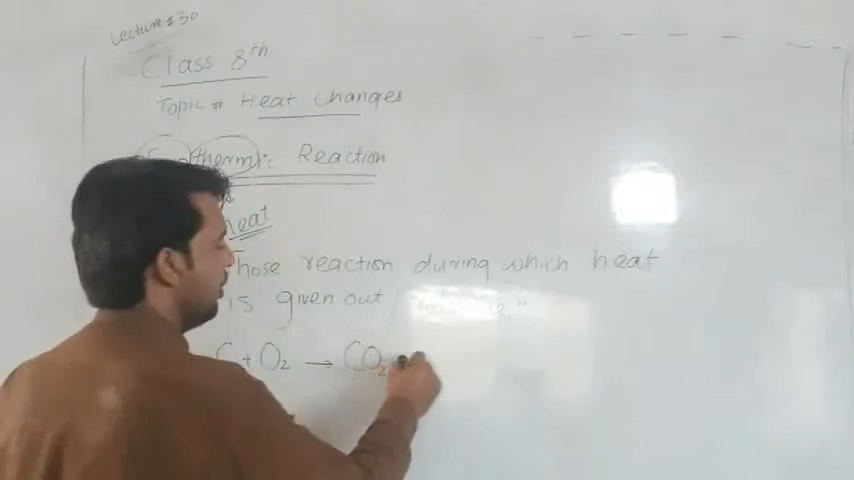 Lecture # 30
Class 8th
Topic = Heat Changes
thermic Reaction
heat
Those reaction during which heat
is given out
C + O2 → CO2